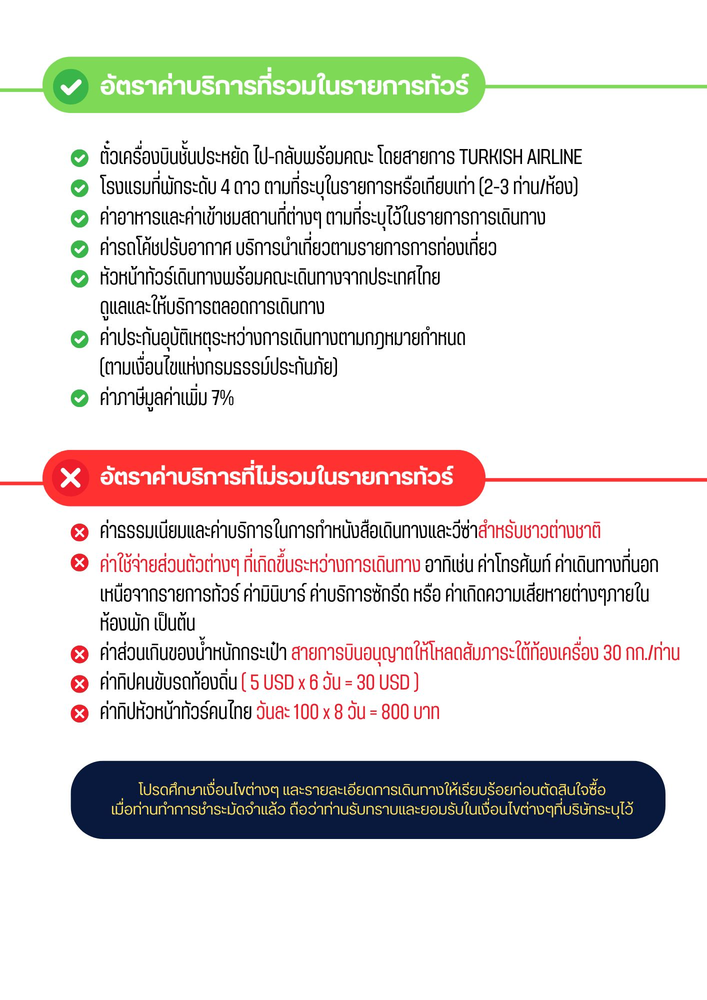 อัตราค่าบริการที่รวมในรายการทัวร์
ตั๋วเครื่องบินชั้นประหยัด ไป-กลับพร้อมคณะ โดยสายการ TURKISH AIRLINE
โรงแรมที่พักระดับ 4 ดาว ตามที่ระบุในรายการหรือเทียบเท่า (2-3 ท่าน/ห้อง)
ค่าอาหารและค่าเข้าชมสถานที่ต่างๆ ตามที่ระบุไว้ในรายการการเดินทาง
ค่ารถโค้ชปรับอากาศ บริการนำเที่ยวตามรายการการท่องเที่ยว
หัวหน้าทัวร์เดินทางพร้อมคณะเดินทางจากประเทศไทย
ดูแลและให้บริการตลอดการเดินทาง
ค่าประกันอุบัติเหตุระหว่างการเดินทางตามกฎหมายกำหนด
(ตามเงื่อนไขแห่งกรมธรรม์ประกันภัย)
ค่าภาษีมูลค่าเพิ่ม 7%
อัตราค่าบริการที่ไม่รวมในรายการทัวร์
ค่าธรรมเนียมและค่าบริการในการทำหนังสือเดินทางและวีซ่าสำหรับชาวต่างชาติ
ค่าใช้จ่ายส่วนตัวต่างๆ ที่เกิดขึ้นระหว่างการเดินทาง อาทิเช่น ค่าโทรศัพท์ ค่าเดินทางที่นอก
เหนือจากรายการทัวร์ ค่ามินิบาร์ ค่าบริการซักรีด หรือ ค่าเกิดความเสียหายต่างๆภายใน
ห้องพัก เป็นต้น
ค่าส่วนเกินของน้ำหนักกระเป๋า สายการบินอนุญาตให้โหลดสัมภาระใต้ท้องเครื่อง 30 กก./ท่าน
ค่าทิปคนขับรถท้องถิ่น ( 5 USD x 6 วัน = 30 USD )
ค่าทิปหัวหน้าทัวร์คนไทย วันละ 100 x 8 วัน = 800 บาท
โปรดศึกษาเงื่อนไขต่างๆ และรายละเอียดการเดินทางให้เรียบร้อยก่อนตัดสินใจซื้อ
เมื่อท่านทำการชำระมัดจำแล้ว ถือว่าท่านรับทราบและยอมรับในเงื่อนไขต่างๆที่บริษัทระบุไว้